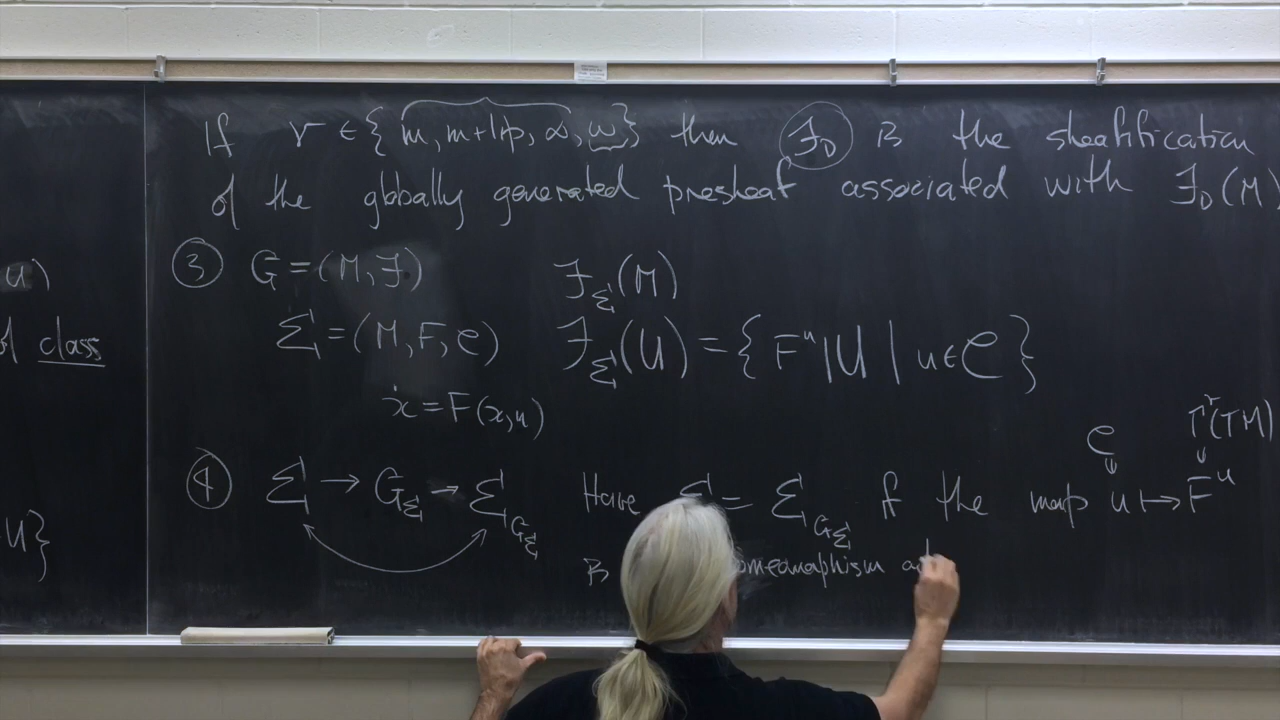 If r ∈ { m, m+lip, ∞, ω } then 𝓕_D is the sheafification
of the globally generated presheaf associated with 𝓕_D(M)
u)
③ G = (M, 𝓕) 𝓕_Σ(M)
of class
Σ = (M, F, 𝒞) 𝓕_Σ(U) = { F^u | U | u ∈ 𝒞 }
ẋ = F(x, u)
𝒞 Γ^r(TM)
④ Σ → G_Σ → Σ_{G_Σ} Have Σ = Σ_{G_Σ} if the map u ↦ F^u
u}
is omeomorphism